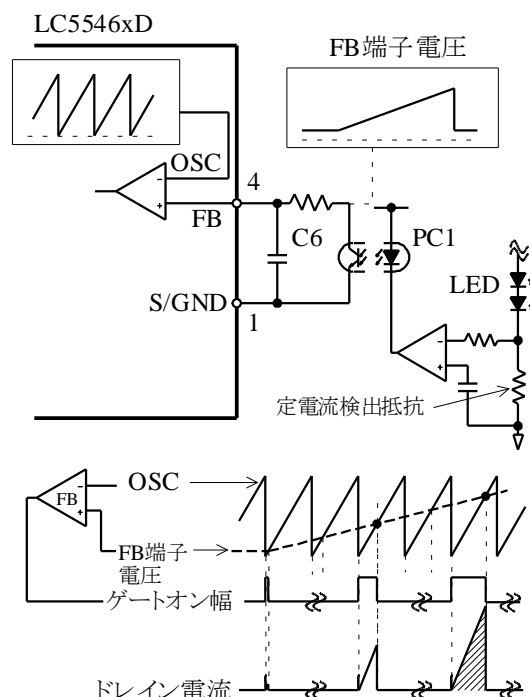 LC5546xD
FB端子電圧
OSC
4
FB
C6
PC1
LED
S/GND
1
定電流検出抵抗
FB
OSC
FB端子
電圧
ゲートオン幅
ドレイン電流